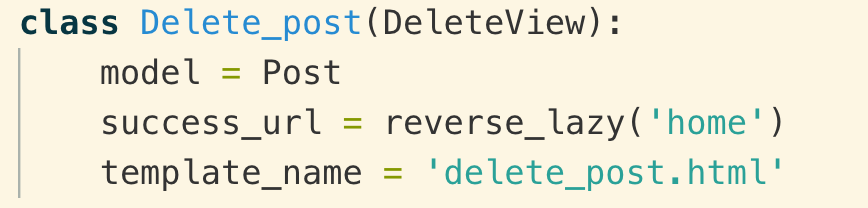 class Delete_post(DeleteView):
    model = Post
    success_url = reverse_lazy('home')
    template_name = 'delete_post.html'